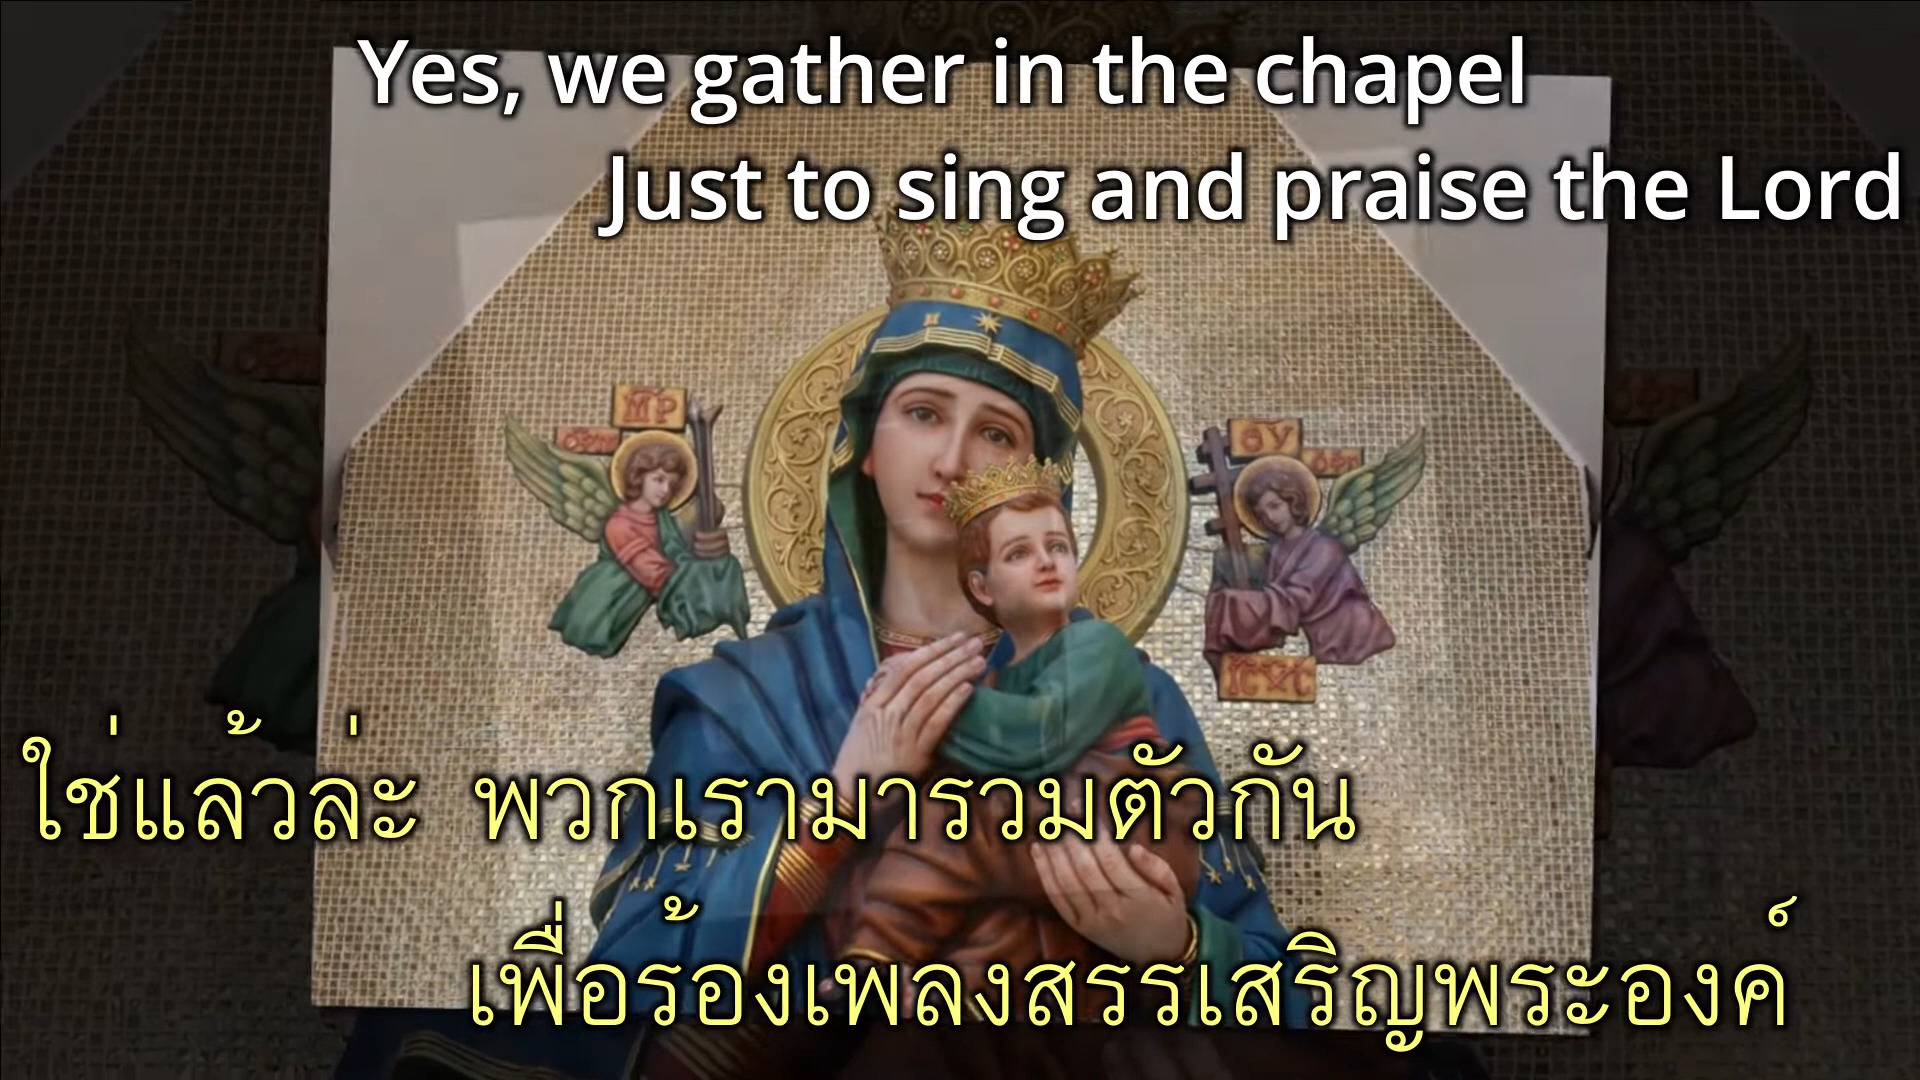 Yes, we gather in the chapel
Just to sing and praise the Lord
ใช่แล้วล่ะ พวกเรามารวมตัวกัน
เพื่อร้องเพลงสรรเสริญพระองค์